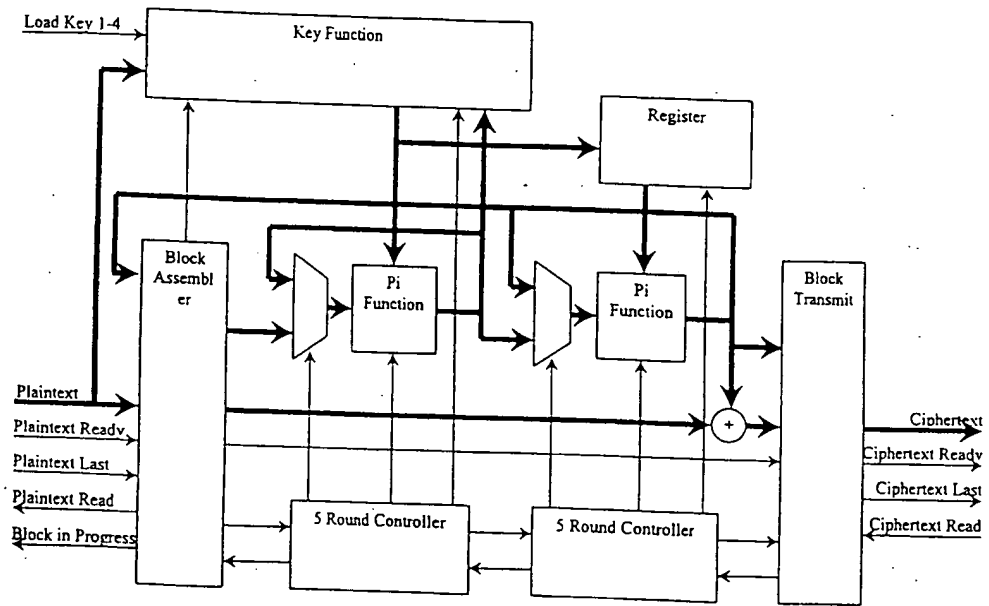 Load Key 1-4
Key Function
Register
Block
Assembl
er
Pi
Function
Pi
Function
Block
Transmit
Plaintext
Plaintext Ready
Plaintext Last
Plaintext Read
Block in Progress
+
Ciphertext
Ciphertext Ready
Ciphertext Last
Ciphertext Read
5 Round Controller
5 Round Controller